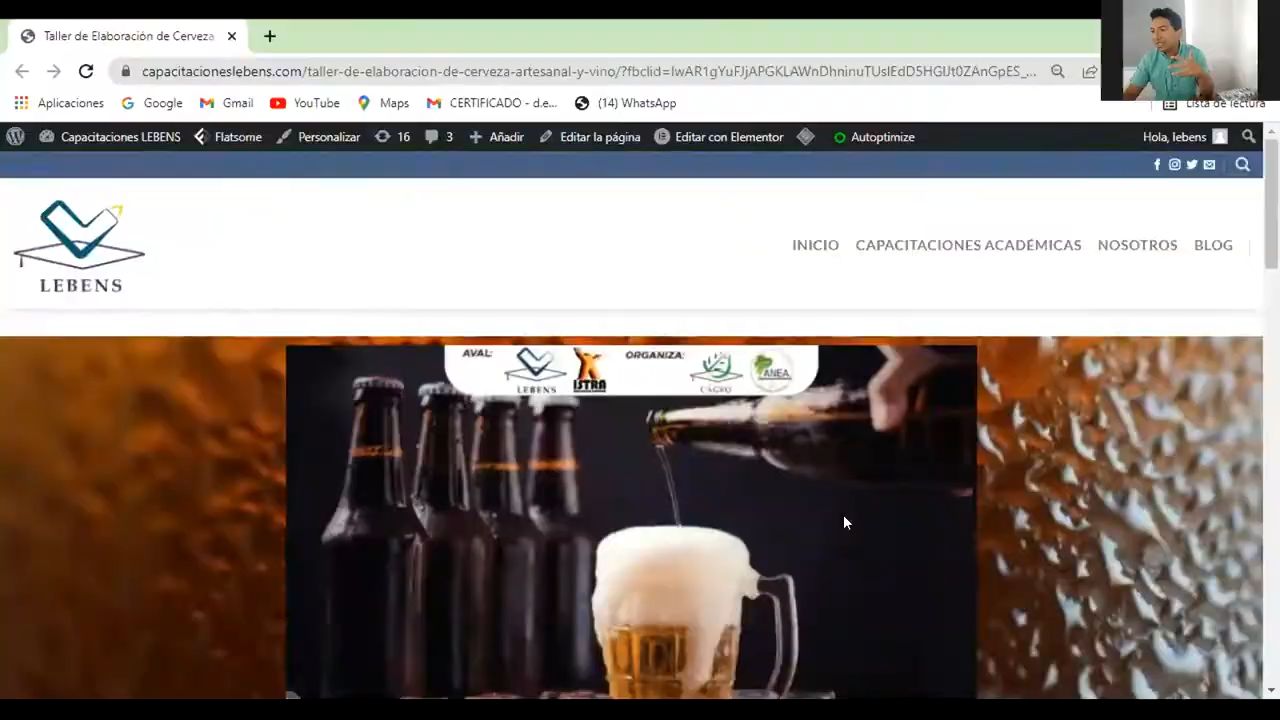 Taller de Elaboración de Cerveza
capacitacioneslebens.com/taller-de-elaboracion-de-cerveza-artesanal-y-vino/?fbclid=IwAR1gYuFJjAPGKLAWnDhninuTUsIEdD5HGIJt0ZAnGpES_...
Aplicaciones Google Gmail YouTube Maps CERTIFICADO - d.e... (14) WhatsApp Lista de lectura
Capacitaciones LEBENS Flatsome Personalizar 16 3 Añadir Editar la página Editar con Elementor Autoptimize Hola, lebens
LEBENS
INICIO CAPACITACIONES ACADÉMICAS NOSOTROS BLOG
AVAL: LEBENS ISTRA ORGANIZA: CAGRO ANEA